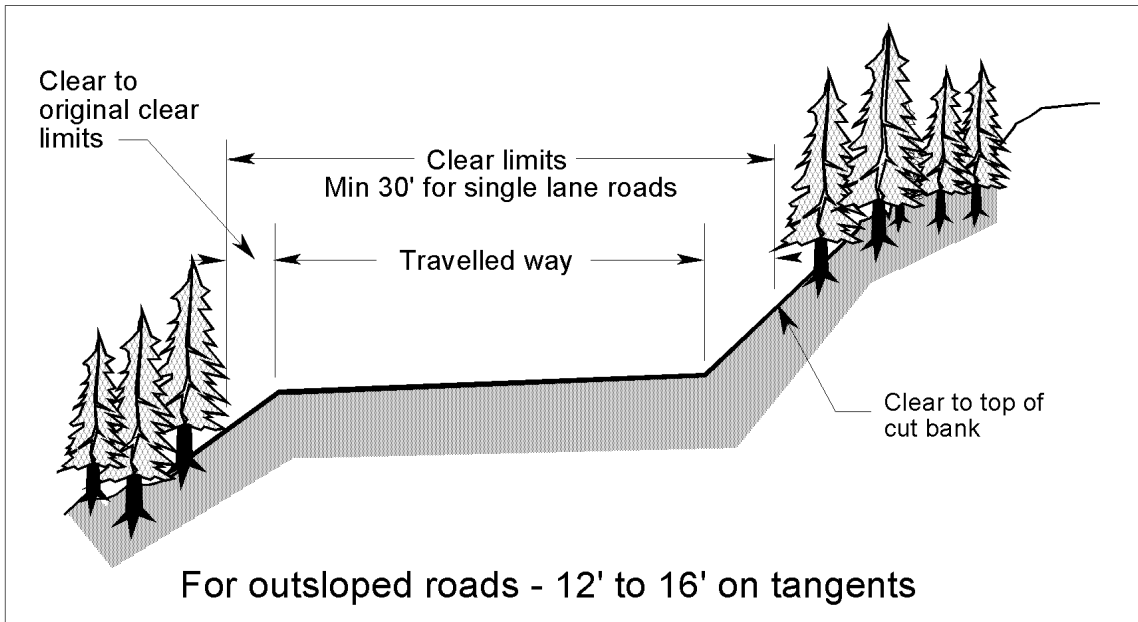 Clear to
original clear
limits
Clear limits
Min 30' for single lane roads
Travelled way
Clear to top of
cut bank
For outsloped roads - 12' to 16' on tangents